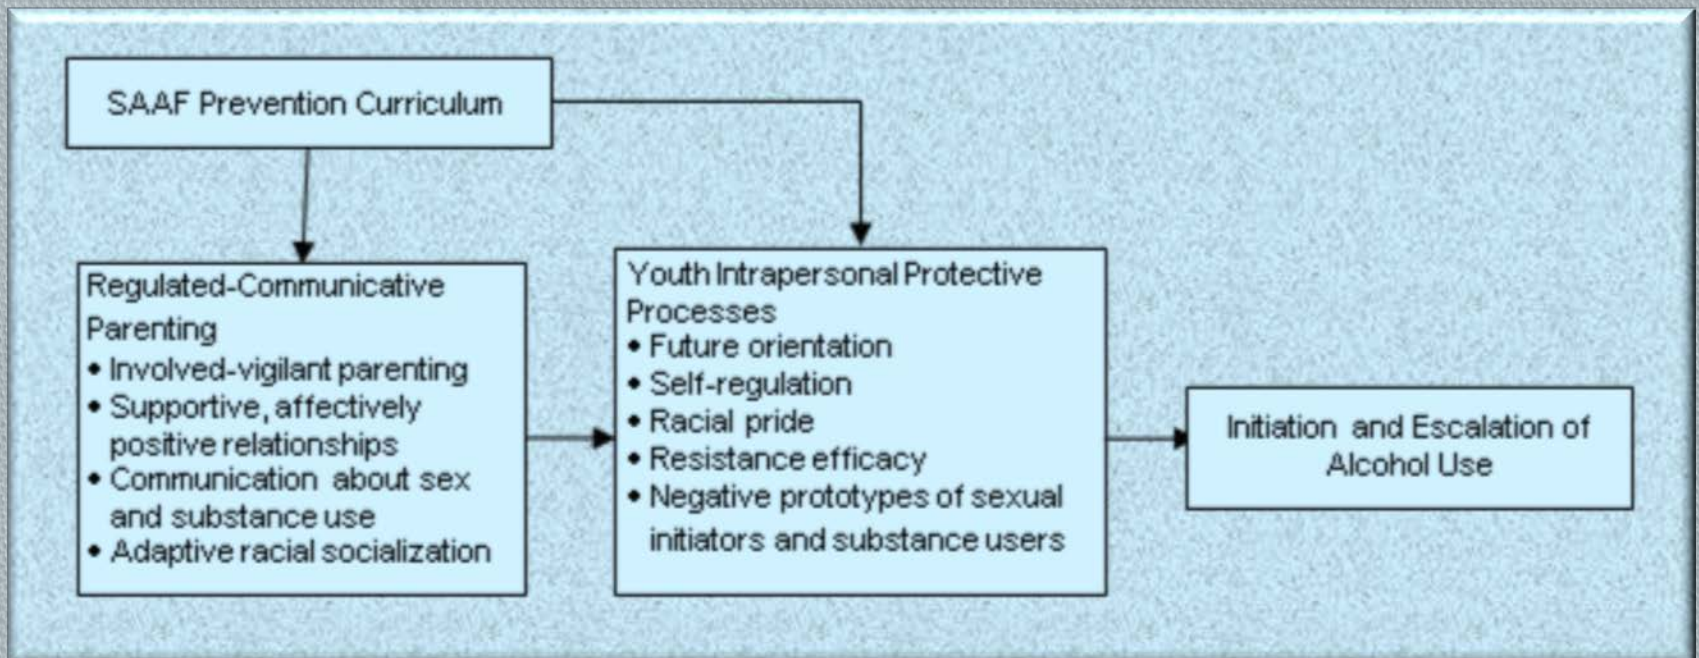 SAAF Prevention Curriculum
Regulated-Communicative
Parenting
• Involved-vigilant parenting
• Supportive, affectively
positive relationships
• Communication about sex
and substance use
• Adaptive racial socialization
Youth Intrapersonal Protective
Processes
• Future orientation
• Self-regulation
• Racial pride
• Resistance efficacy
• Negative prototypes of sexual
initiators and substance users
Initiation and Escalation of
Alcohol Use